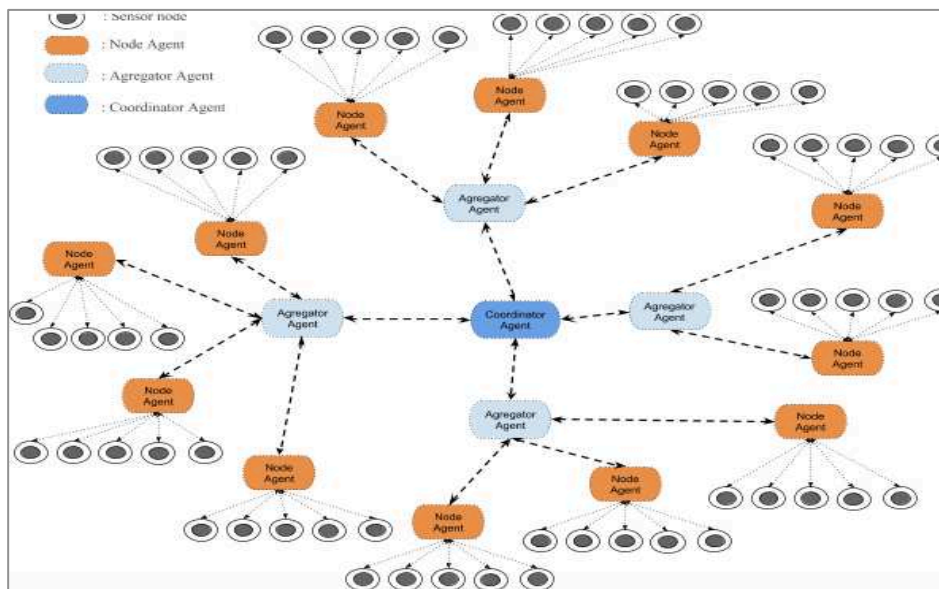 : Sensor node
: Node Agent
: Agregator Agent
: Coordinator Agent
Node
Agent
Node
Agent
Node
Agent
Agregator
Agent
Node
Agent
Node
Agent
Node
Agent
Agregator
Agent
Coordinator
Agent
Agregator
Agent
Node
Agent
Node
Agent
Agregator
Agent
Node
Agent
Node
Agent
Node
Agent
Node
Agent